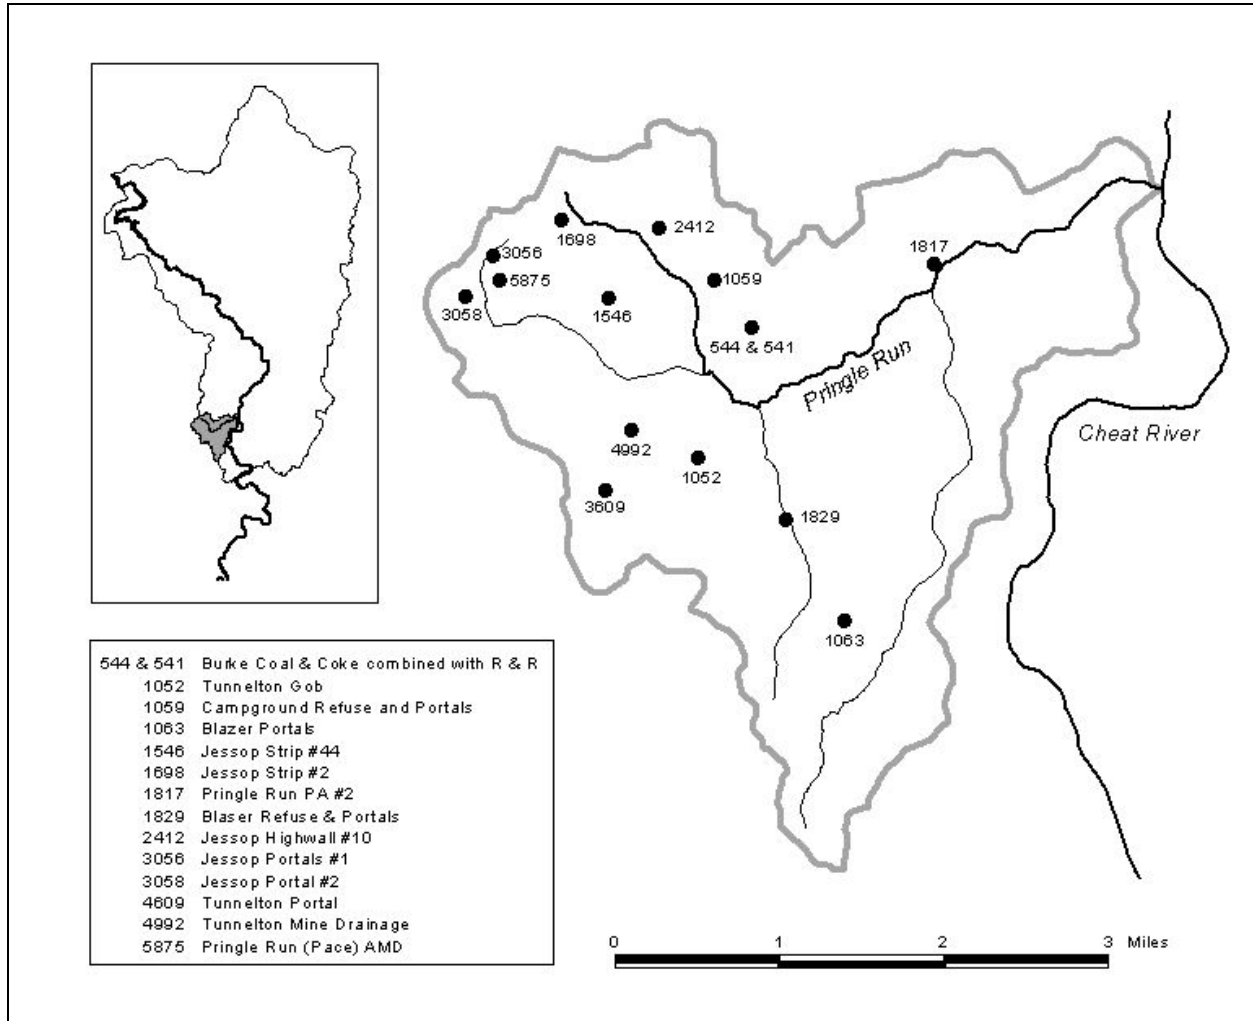 1698
2412
3056
1817
5875
1059
3058
1546
544 & 541
Pringle Run
Cheat River
4992
1052
3609
1829
1063
544 & 541 Burke Coal & Coke combined with R & R
1052 Tunnelton Gob
1059 Campground Refuse and Portals
1063 Blazer Portals
1546 Jessop Strip #44
1698 Jessop Strip #2
1817 Pringle Run PA #2
1829 Blaser Refuse & Portals
2412 Jessop Highwall #10
3056 Jessop Portals #1
3058 Jessop Portal #2
4609 Tunnelton Portal
4992 Tunnelton Mine Drainage
5875 Pringle Run (Pace) AMD
0 1 2 3 Miles